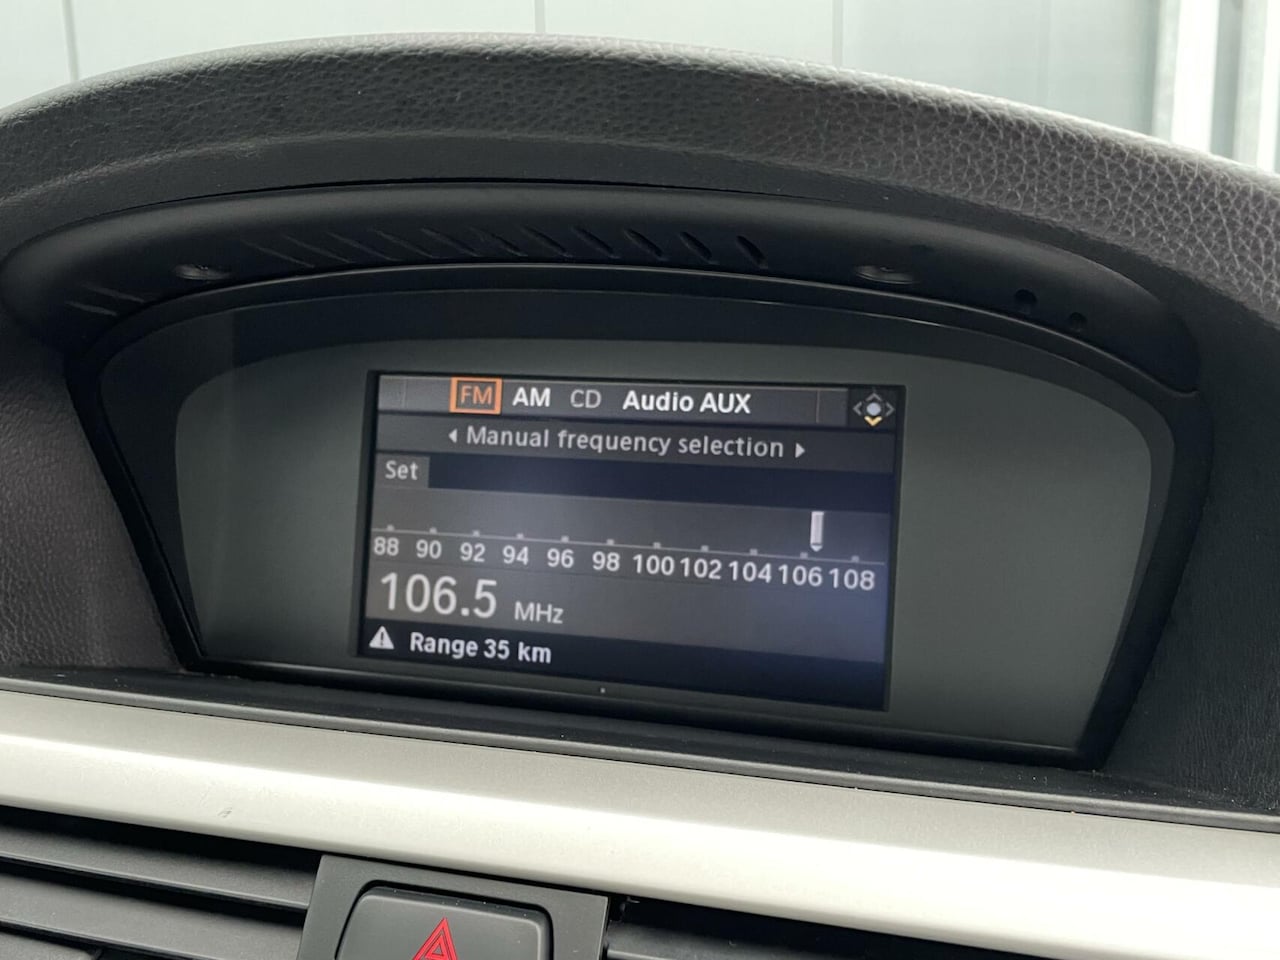 FM AM CD Audio AUX
Manual frequency selection
Set
88 90 92 94 96 98 100 102 104 106 108
106.5 MHz
Range 35 km